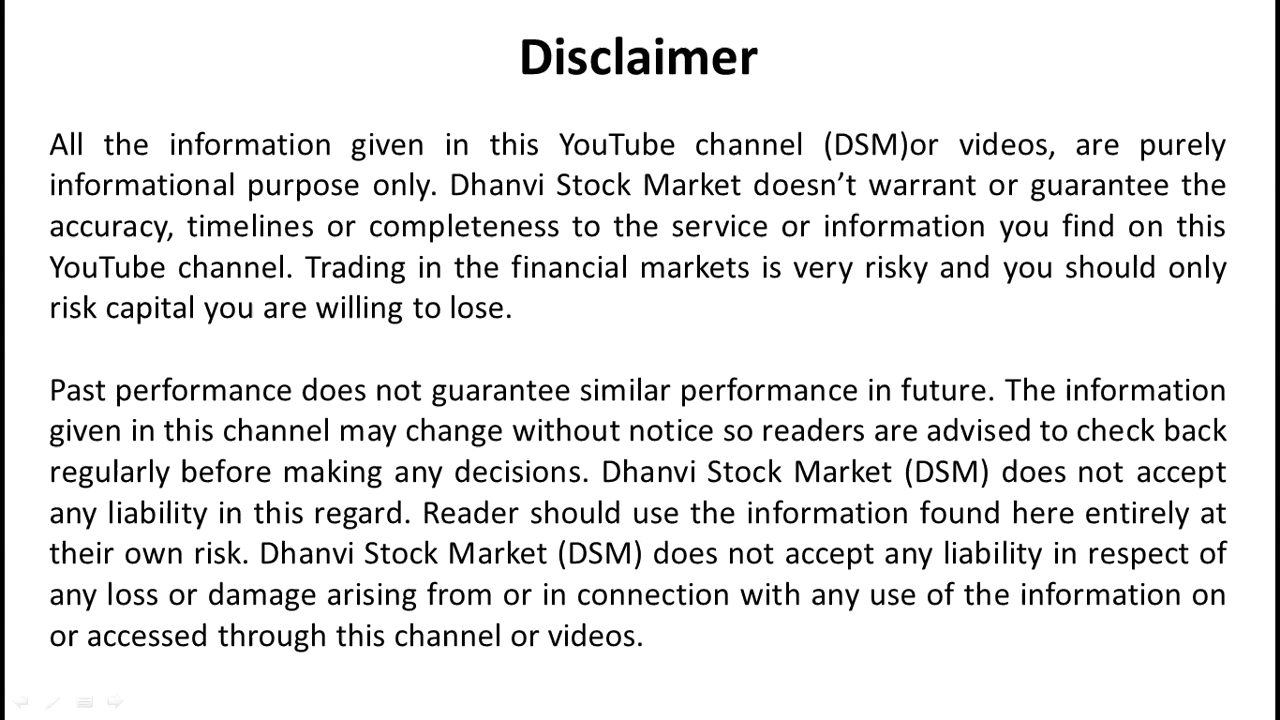 Disclaimer
All the information given in this YouTube channel (DSM)or videos, are purely
informational purpose only. Dhanvi Stock Market doesn’t warrant or guarantee the
accuracy, timelines or completeness to the service or information you find on this
YouTube channel. Trading in the financial markets is very risky and you should only
risk capital you are willing to lose.
Past performance does not guarantee similar performance in future. The information
given in this channel may change without notice so readers are advised to check back
regularly before making any decisions. Dhanvi Stock Market (DSM) does not accept
any liability in this regard. Reader should use the information found here entirely at
their own risk. Dhanvi Stock Market (DSM) does not accept any liability in respect of
any loss or damage arising from or in connection with any use of the information on
or accessed through this channel or videos.